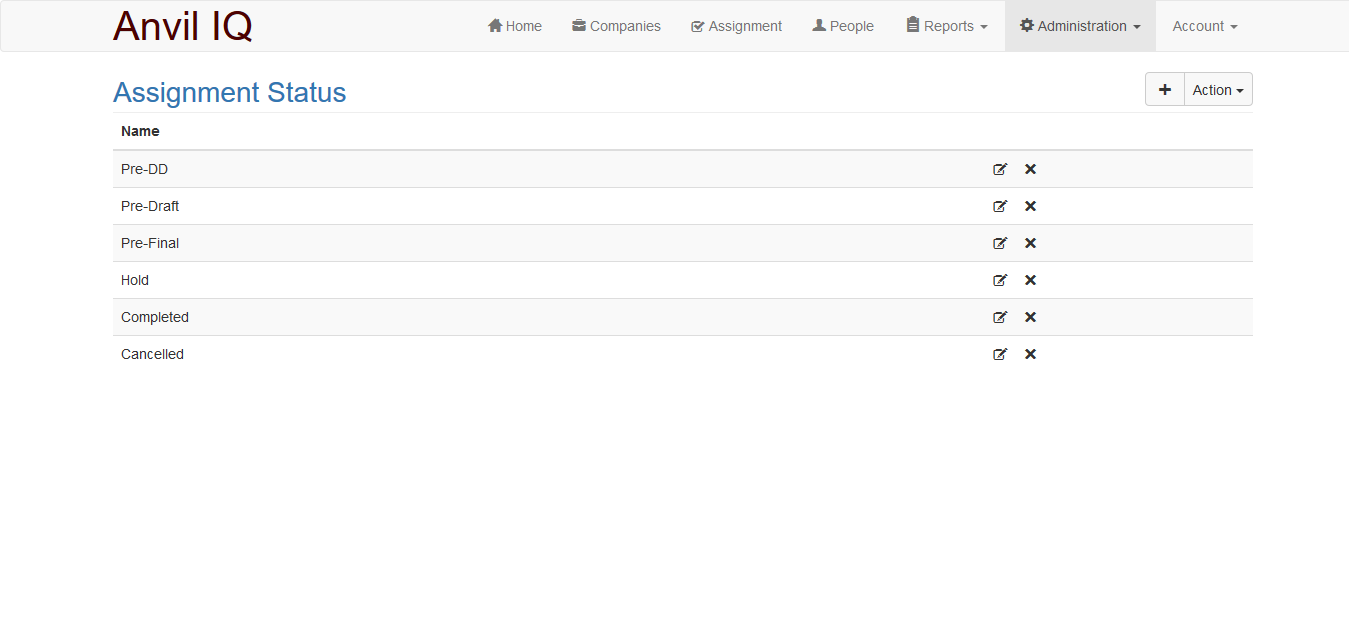 Anvil IQ Home Companies Assignment People Reports Administration Account
Assignment Status Action
Name
Pre-DD
Pre-Draft
Pre-Final
Hold
Completed
Cancelled